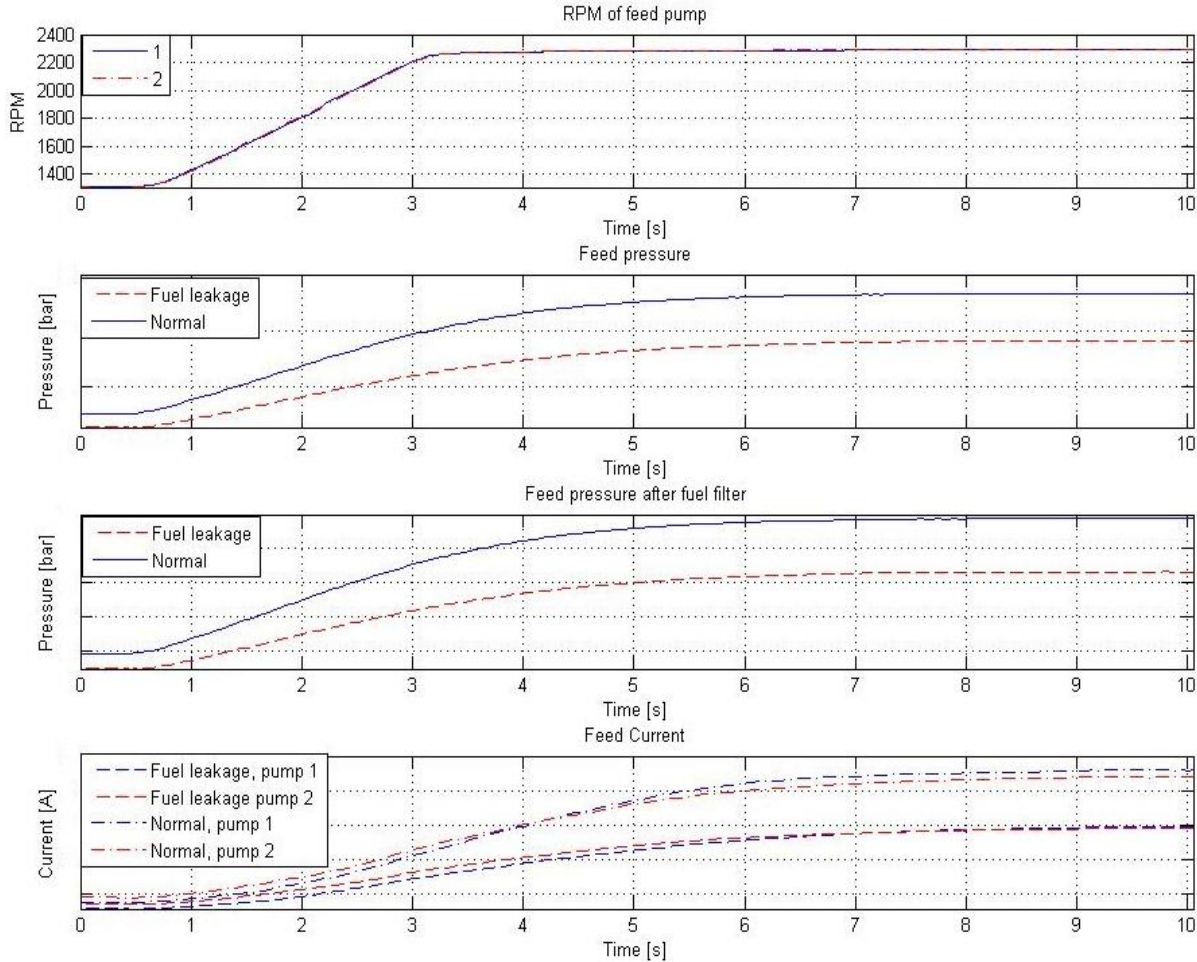 RPM of feed pump
RPM
2400
2200
2000
1800
1600
1400
1
2
0 1 2 3 4 5 6 7 8 9 10
Time [s]
Feed pressure
Pressure [bar]
Fuel leakage
Normal
0 1 2 3 4 5 6 7 8 9 10
Time [s]
Feed pressure after fuel filter
Pressure [bar]
Fuel leakage
Normal
0 1 2 3 4 5 6 7 8 9 10
Time [s]
Feed Current
Current [A]
Fuel leakage, pump 1
Fuel leakage pump 2
Normal, pump 1
Normal, pump 2
0 1 2 3 4 5 6 7 8 9 10
Time [s]